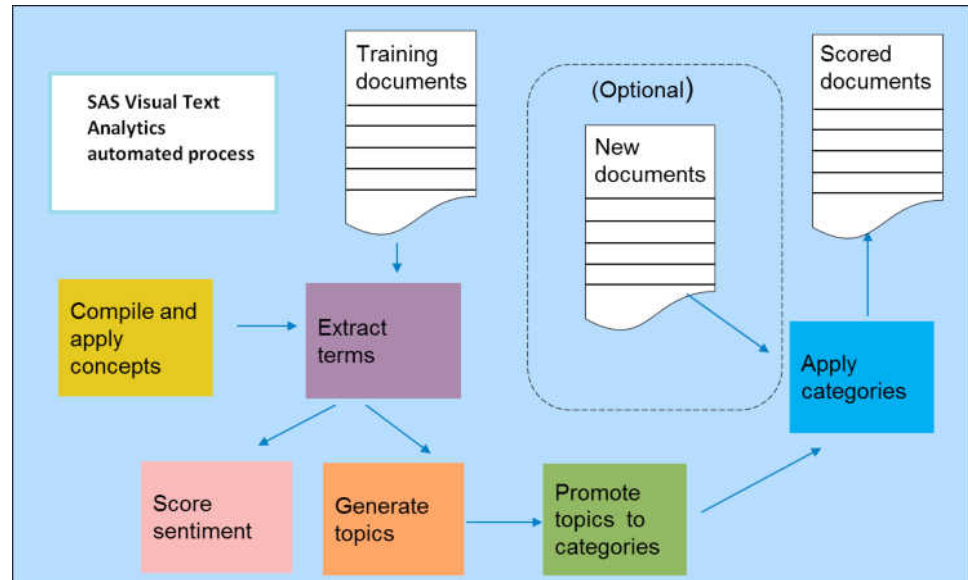 SAS Visual Text
Analytics
automated process
Training
documents
(Optional)
New
documents
Scored
documents
Compile and
apply
concepts
Extract
terms
Apply
categories
Score
sentiment
Generate
topics
Promote
topics to
categories